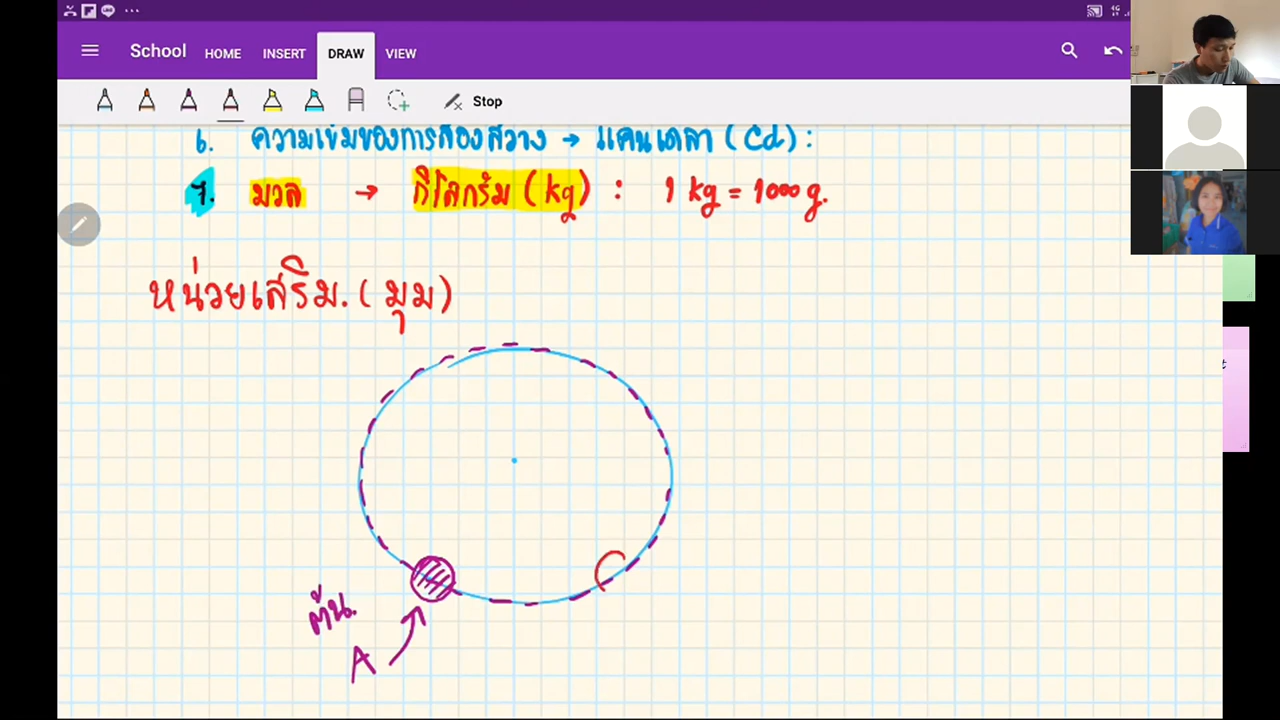 4G
School HOME INSERT DRAW VIEW
Stop
6. ความเข้มของการส่องสว่าง → แคนเดลา (Cd) :
7. มวล → กิโลกรัม (kg) : 1 kg = 1000 g.
หน่วยเสริม. (มุม)
ต้น.
A